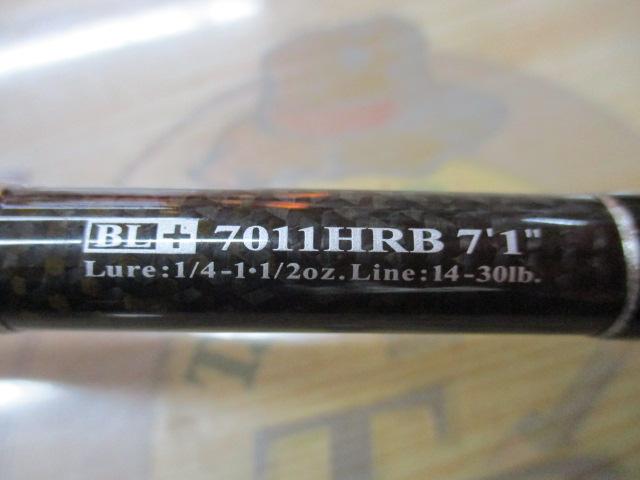 BL+ 7011HRB 7'1"
Lure:1/4-1·1/2oz. Line:14-30lb.